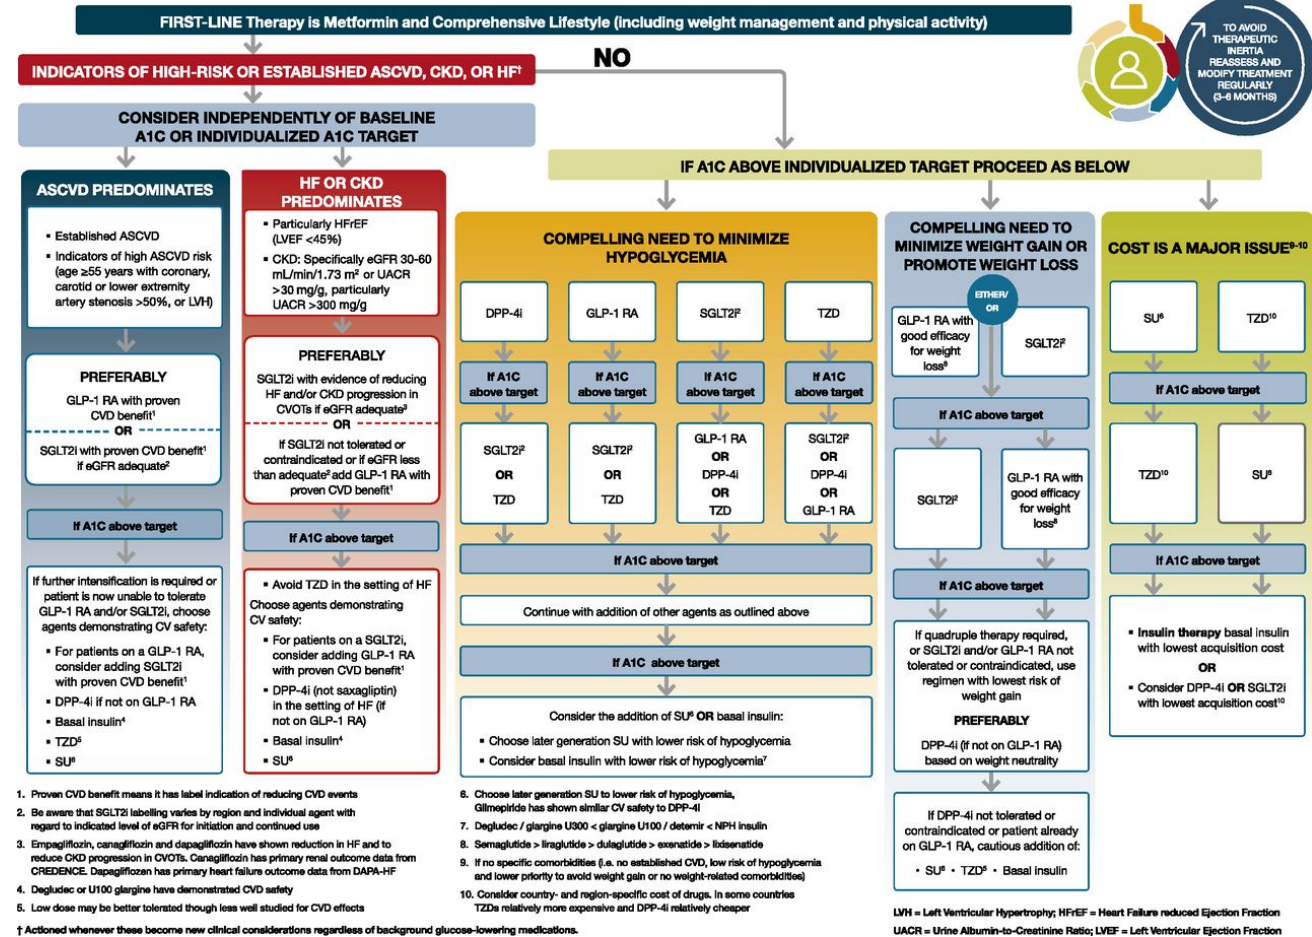 FIRST-LINE Therapy is Metformin and Comprehensive Lifestyle (including weight management and physical activity)
TO AVOID
THERAPEUTIC
INERTIA
REASSESS AND
MODIFY TREATMENT
REGULARLY
(3–6 MONTHS)
INDICATORS OF HIGH-RISK OR ESTABLISHED ASCVD, CKD, OR HF†
NO
CONSIDER INDEPENDENTLY OF BASELINE
A1C OR INDIVIDUALIZED A1C TARGET
IF A1C ABOVE INDIVIDUALIZED TARGET PROCEED AS BELOW
ASCVD PREDOMINATES
▪ Established ASCVD
▪ Indicators of high ASCVD risk
(age ≥55 years with coronary,
carotid or lower extremity
artery stenosis >50%, or LVH)
PREFERABLY
GLP-1 RA with proven
CVD benefit¹
OR
SGLT2i with proven CVD benefit¹
if eGFR adequate²
If A1C above target
If further intensification is required or
patient is now unable to tolerate
GLP-1 RA and/or SGLT2i, choose
agents demonstrating CV safety:
▪ For patients on a GLP-1 RA,
consider adding SGLT2i
with proven CVD benefit¹
▪ DPP-4i if not on GLP-1 RA
▪ Basal insulin⁴
▪ TZD⁵
▪ SU⁶
HF OR CKD
PREDOMINATES
▪ Particularly HFrEF
(LVEF <45%)
▪ CKD: Specifically eGFR 30-60
mL/min/1.73 m² or UACR
>30 mg/g, particularly
UACR >300 mg/g
PREFERABLY
SGLT2i with evidence of reducing
HF and/or CKD progression in
CVOTs if eGFR adequate³
OR
If SGLT2i not tolerated or
contraindicated or if eGFR less
than adequate² add GLP-1 RA with
proven CVD benefit¹
If A1C above target
▪ Avoid TZD in the setting of HF
Choose agents demonstrating
CV safety:
▪ For patients on a SGLT2i,
consider adding GLP-1 RA
with proven CVD benefit¹
▪ DPP-4i (not saxagliptin)
in the setting of HF (if
not on GLP-1 RA)
▪ Basal insulin⁴
▪ SU⁶
COMPELLING NEED TO MINIMIZE
HYPOGLYCEMIA
DPP-4i
GLP-1 RA
SGLT2i²
TZD
If A1C
above target
If A1C
above target
If A1C
above target
If A1C
above target
SGLT2i²
OR
TZD
SGLT2i²
OR
TZD
GLP-1 RA
OR
DPP-4i
OR
TZD
SGLT2i²
OR
DPP-4i
OR
GLP-1 RA
If A1C above target
Continue with addition of other agents as outlined above
If A1C above target
Consider the addition of SU⁶ OR basal insulin:
▪ Choose later generation SU with lower risk of hypoglycemia
▪ Consider basal insulin with lower risk of hypoglycemia⁷
COMPELLING NEED TO
MINIMIZE WEIGHT GAIN OR
PROMOTE WEIGHT LOSS
EITHER/
OR
GLP-1 RA with
good efficacy
for weight
loss⁸
SGLT2i²
If A1C above target
SGLT2i²
GLP-1 RA with
good efficacy
for weight
loss⁸
If A1C above target
If quadruple therapy required,
or SGLT2i and/or GLP-1 RA not
tolerated or contraindicated, use
regimen with lowest risk of
weight gain
PREFERABLY
DPP-4i (if not on GLP-1 RA)
based on weight neutrality
If DPP-4i not tolerated or
contraindicated or patient already
on GLP-1 RA, cautious addition of:
• SU⁶ • TZD⁵ • Basal insulin
COST IS A MAJOR ISSUE⁹⁻¹⁰
SU⁶
TZD¹⁰
If A1C above target
TZD¹⁰
SU⁶
If A1C above target
▪ Insulin therapy basal insulin
with lowest acquisition cost
OR
▪ Consider DPP-4i OR SGLT2i
with lowest acquisition cost¹⁰
1. Proven CVD benefit means it has label indication of reducing CVD events
2. Be aware that SGLT2i labelling varies by region and individual agent with
regard to indicated level of eGFR for initiation and continued use
3. Empagliflozin, canagliflozin and dapagliflozin have shown reduction in HF and to
reduce CKD progression in CVOTs. Canagliflozin has primary renal outcome data from
CREDENCE. Dapagliflozen has primary heart failure outcome data from DAPA-HF
4. Degludec or U100 glargine have demonstrated CVD safety
5. Low dose may be better tolerated though less well studied for CVD effects
6. Choose later generation SU to lower risk of hypoglycemia,
Glimepiride has shown similar CV safety to DPP-4i
7. Degludec / glargine U300 < glargine U100 / detemir < NPH insulin
8. Semaglutide > liraglutide > dulaglutide > exenatide > lixisenatide
9. If no specific comorbidities (i.e. no established CVD, low risk of hypoglycemia
and lower priority to avoid weight gain or no weight-related comorbidities)
10. Consider country- and region-specific cost of drugs. In some countries
TZDs relatively more expensive and DPP-4i relatively cheaper
† Actioned whenever these become new clinical considerations regardless of background glucose-lowering medications.
LVH = Left Ventricular Hypertrophy; HFrEF = Heart Failure reduced Ejection Fraction
UACR = Urine Albumin-to-Creatinine Ratio; LVEF = Left Ventricular Ejection Fraction